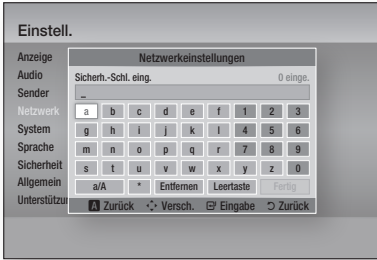 Einstell.
Anzeige
Audio
Sender
Netzwerk
System
Sprache
Sicherheit
Allgemein
Unterstützu
Netzwerkeinstellungen
Sicherh.-Schl. eing. 0 einge.
_
a b c d e f 1 2 3
g h i j k l 4 5 6
m n o p q r 7 8 9
s t u v w x y z 0
a/A * Entfernen Leertaste Fertig
A Zurück Versch. Eingabe Zurück